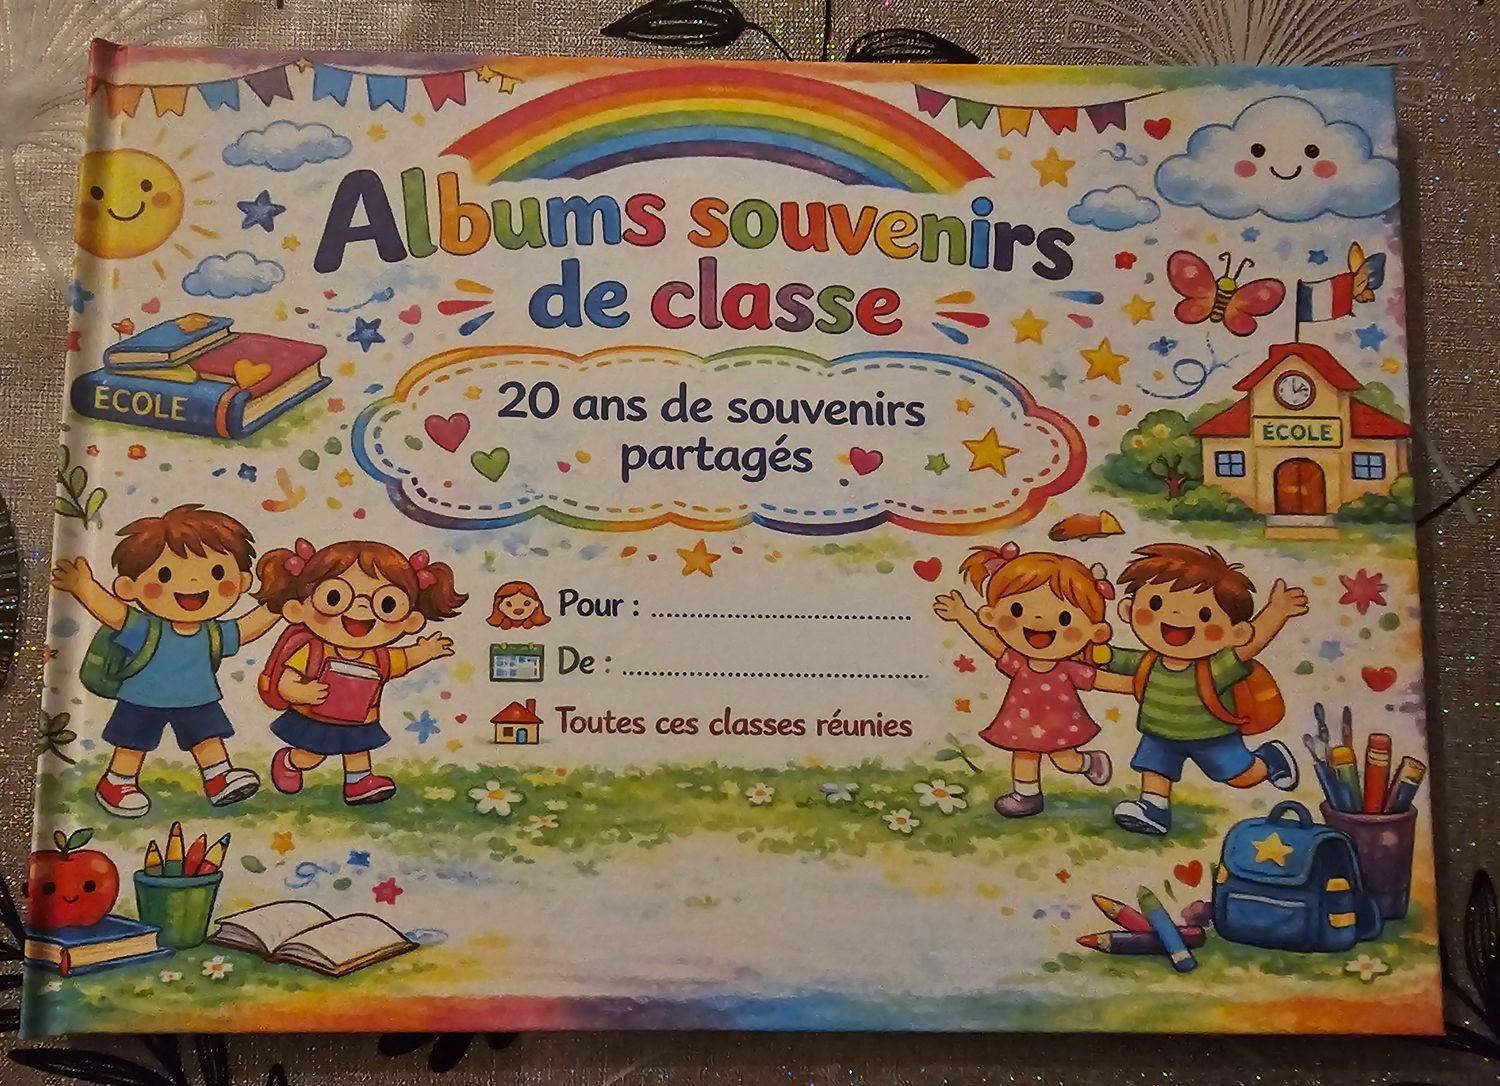 Albums souvenirs
de classe
20 ans de souvenirs
partagés
ÉCOLE
ÉCOLE
Pour : ................................................
De : ................................................
Toutes ces classes réunies